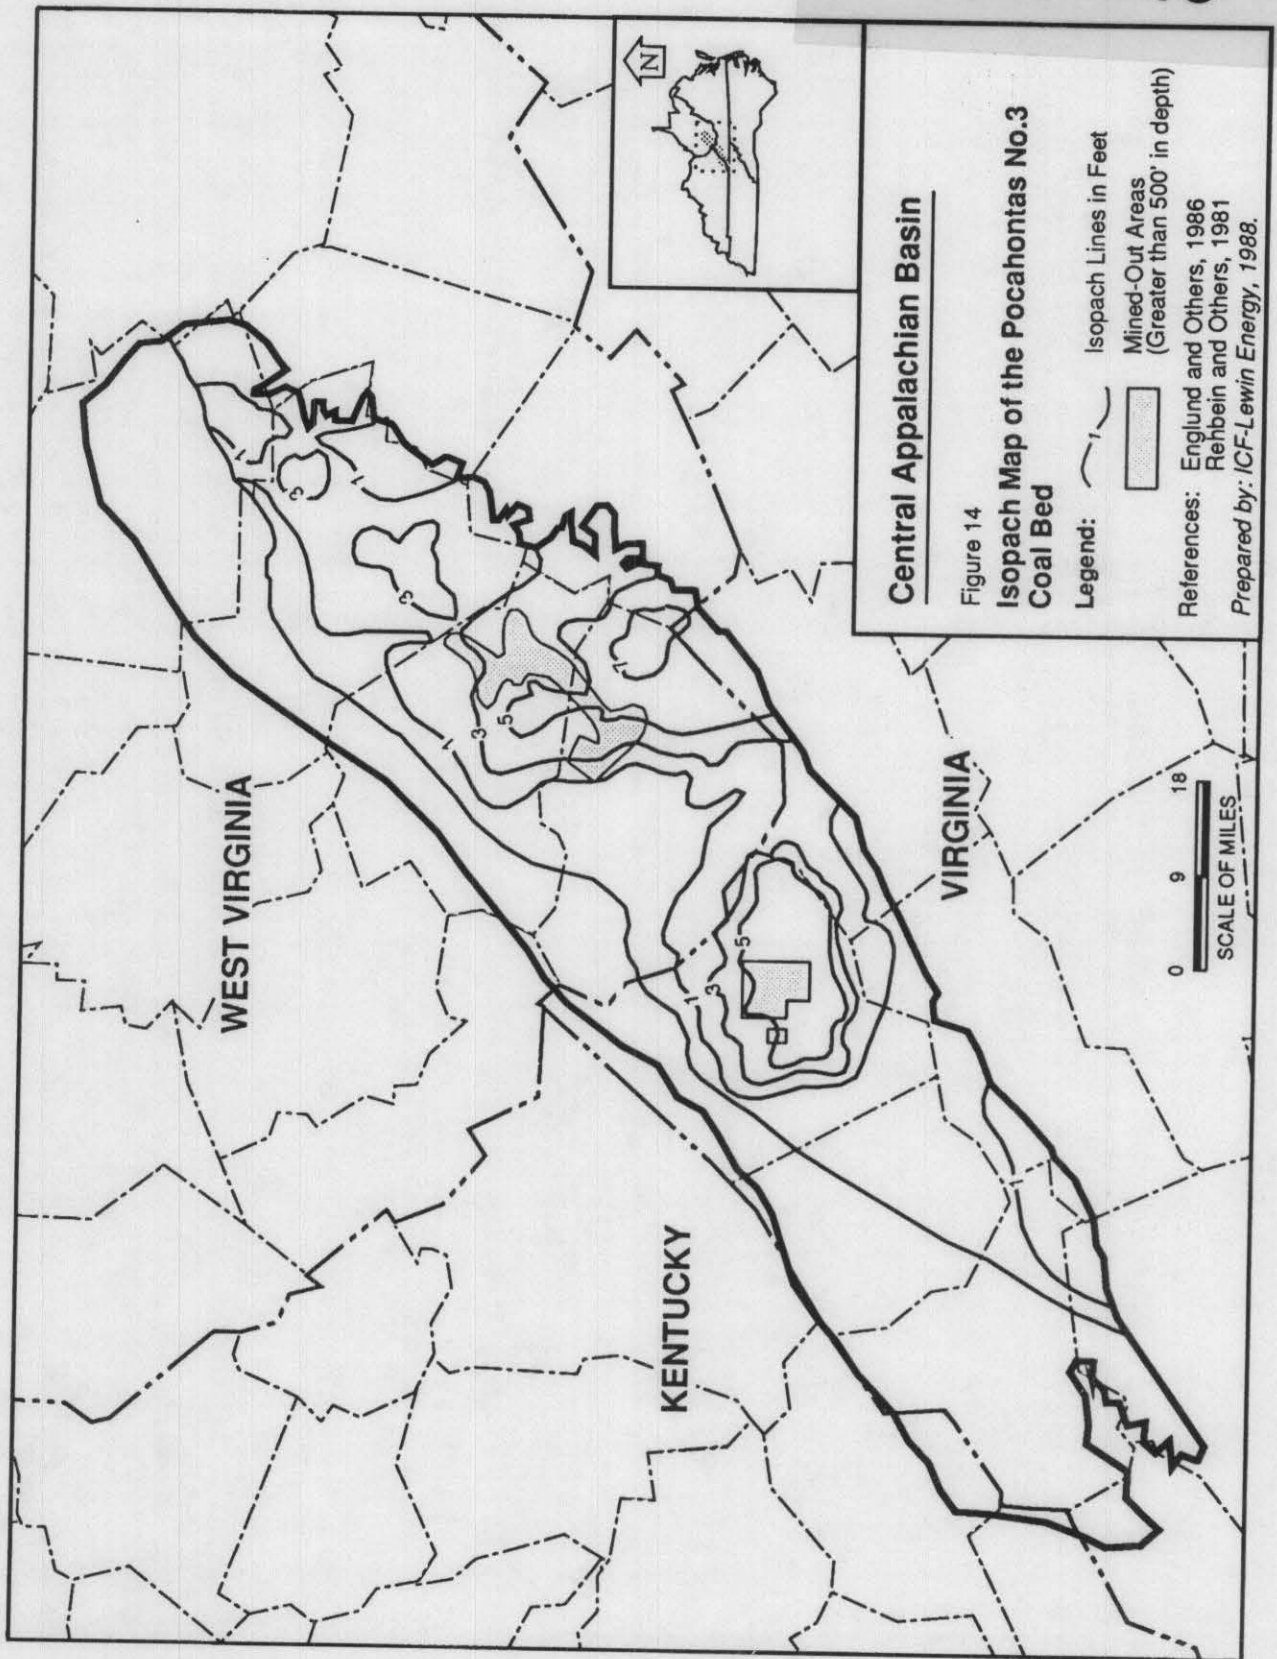 WEST VIRGINIA
KENTUCKY
VIRGINIA
1
3
1
3
1
3
5
1
1
3
5
0 9 18
SCALE OF MILES
N
Central Appalachian Basin
Figure 14
Isopach Map of the Pocahontas No.3
Coal Bed
Legend:
1
Isopach Lines in Feet
Mined-Out Areas
(Greater than 500' in depth)
References: Englund and Others, 1986
Rehbein and Others, 1981
Prepared by: ICF-Lewin Energy, 1988.